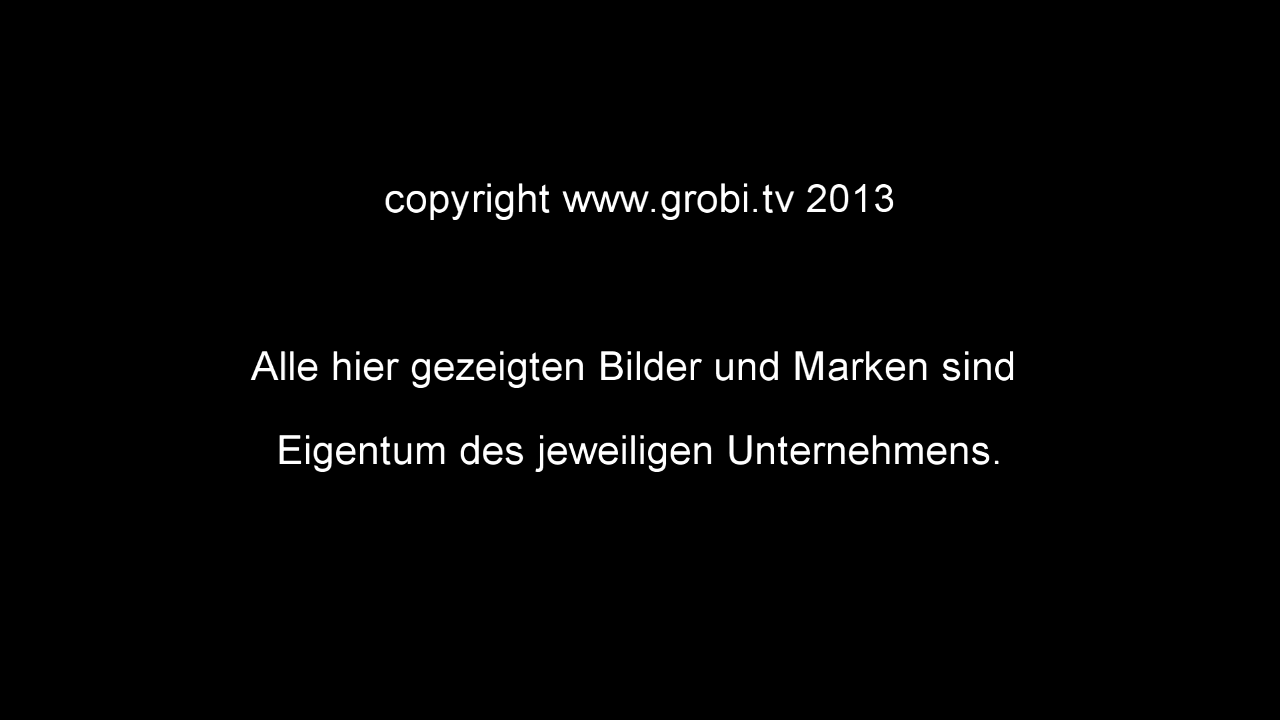 copyright www.grobi.tv 2013
Alle hier gezeigten Bilder und Marken sind
Eigentum des jeweiligen Unternehmens.